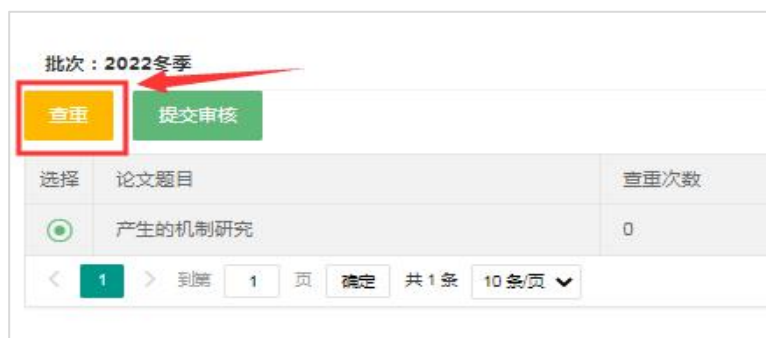 批次：2022冬季
查重 提交审核
选择 论文题目 查重次数
产生的机制研究 0
< 1 > 到第 1 页 确定 共1条 10条/页